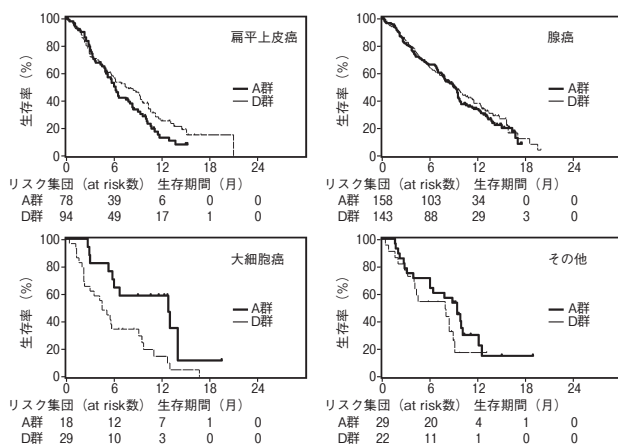 扁平上皮癌
生存率（%）
100
80
60
40
20
0
A群
D群
0 6 12 18 24
リスク集団（at risk数） 生存期間（月）
A群 78 39 6 0 0
D群 94 49 17 1 0
腺癌
生存率（%）
100
80
60
40
20
0
A群
D群
0 6 12 18 24
リスク集団（at risk数） 生存期間（月）
A群 158 103 34 0 0
D群 143 88 29 3 0
大細胞癌
生存率（%）
100
80
60
40
20
0
A群
D群
0 6 12 18 24
リスク集団（at risk数） 生存期間（月）
A群 18 12 7 1 0
D群 29 10 3 0 0
その他
生存率（%）
100
80
60
40
20
0
A群
D群
0 6 12 18 24
リスク集団（at risk数） 生存期間（月）
A群 29 20 4 1 0
D群 22 11 1 0 0